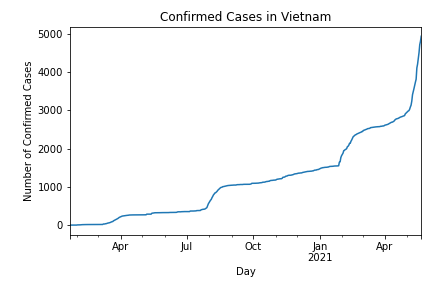 Confirmed Cases in Vietnam
Number of Confirmed Cases
5000
4000
3000
2000
1000
0
Apr
Jul
Oct
Jan
2021
Apr
Day